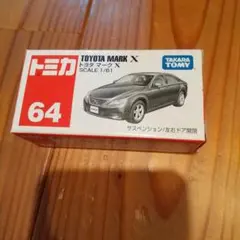 トミカ
64
TOYOTA MARK X
トヨタ マークX
SCALE 1/61
TAKARA TOMY
サスペンション/左右ドア開閉